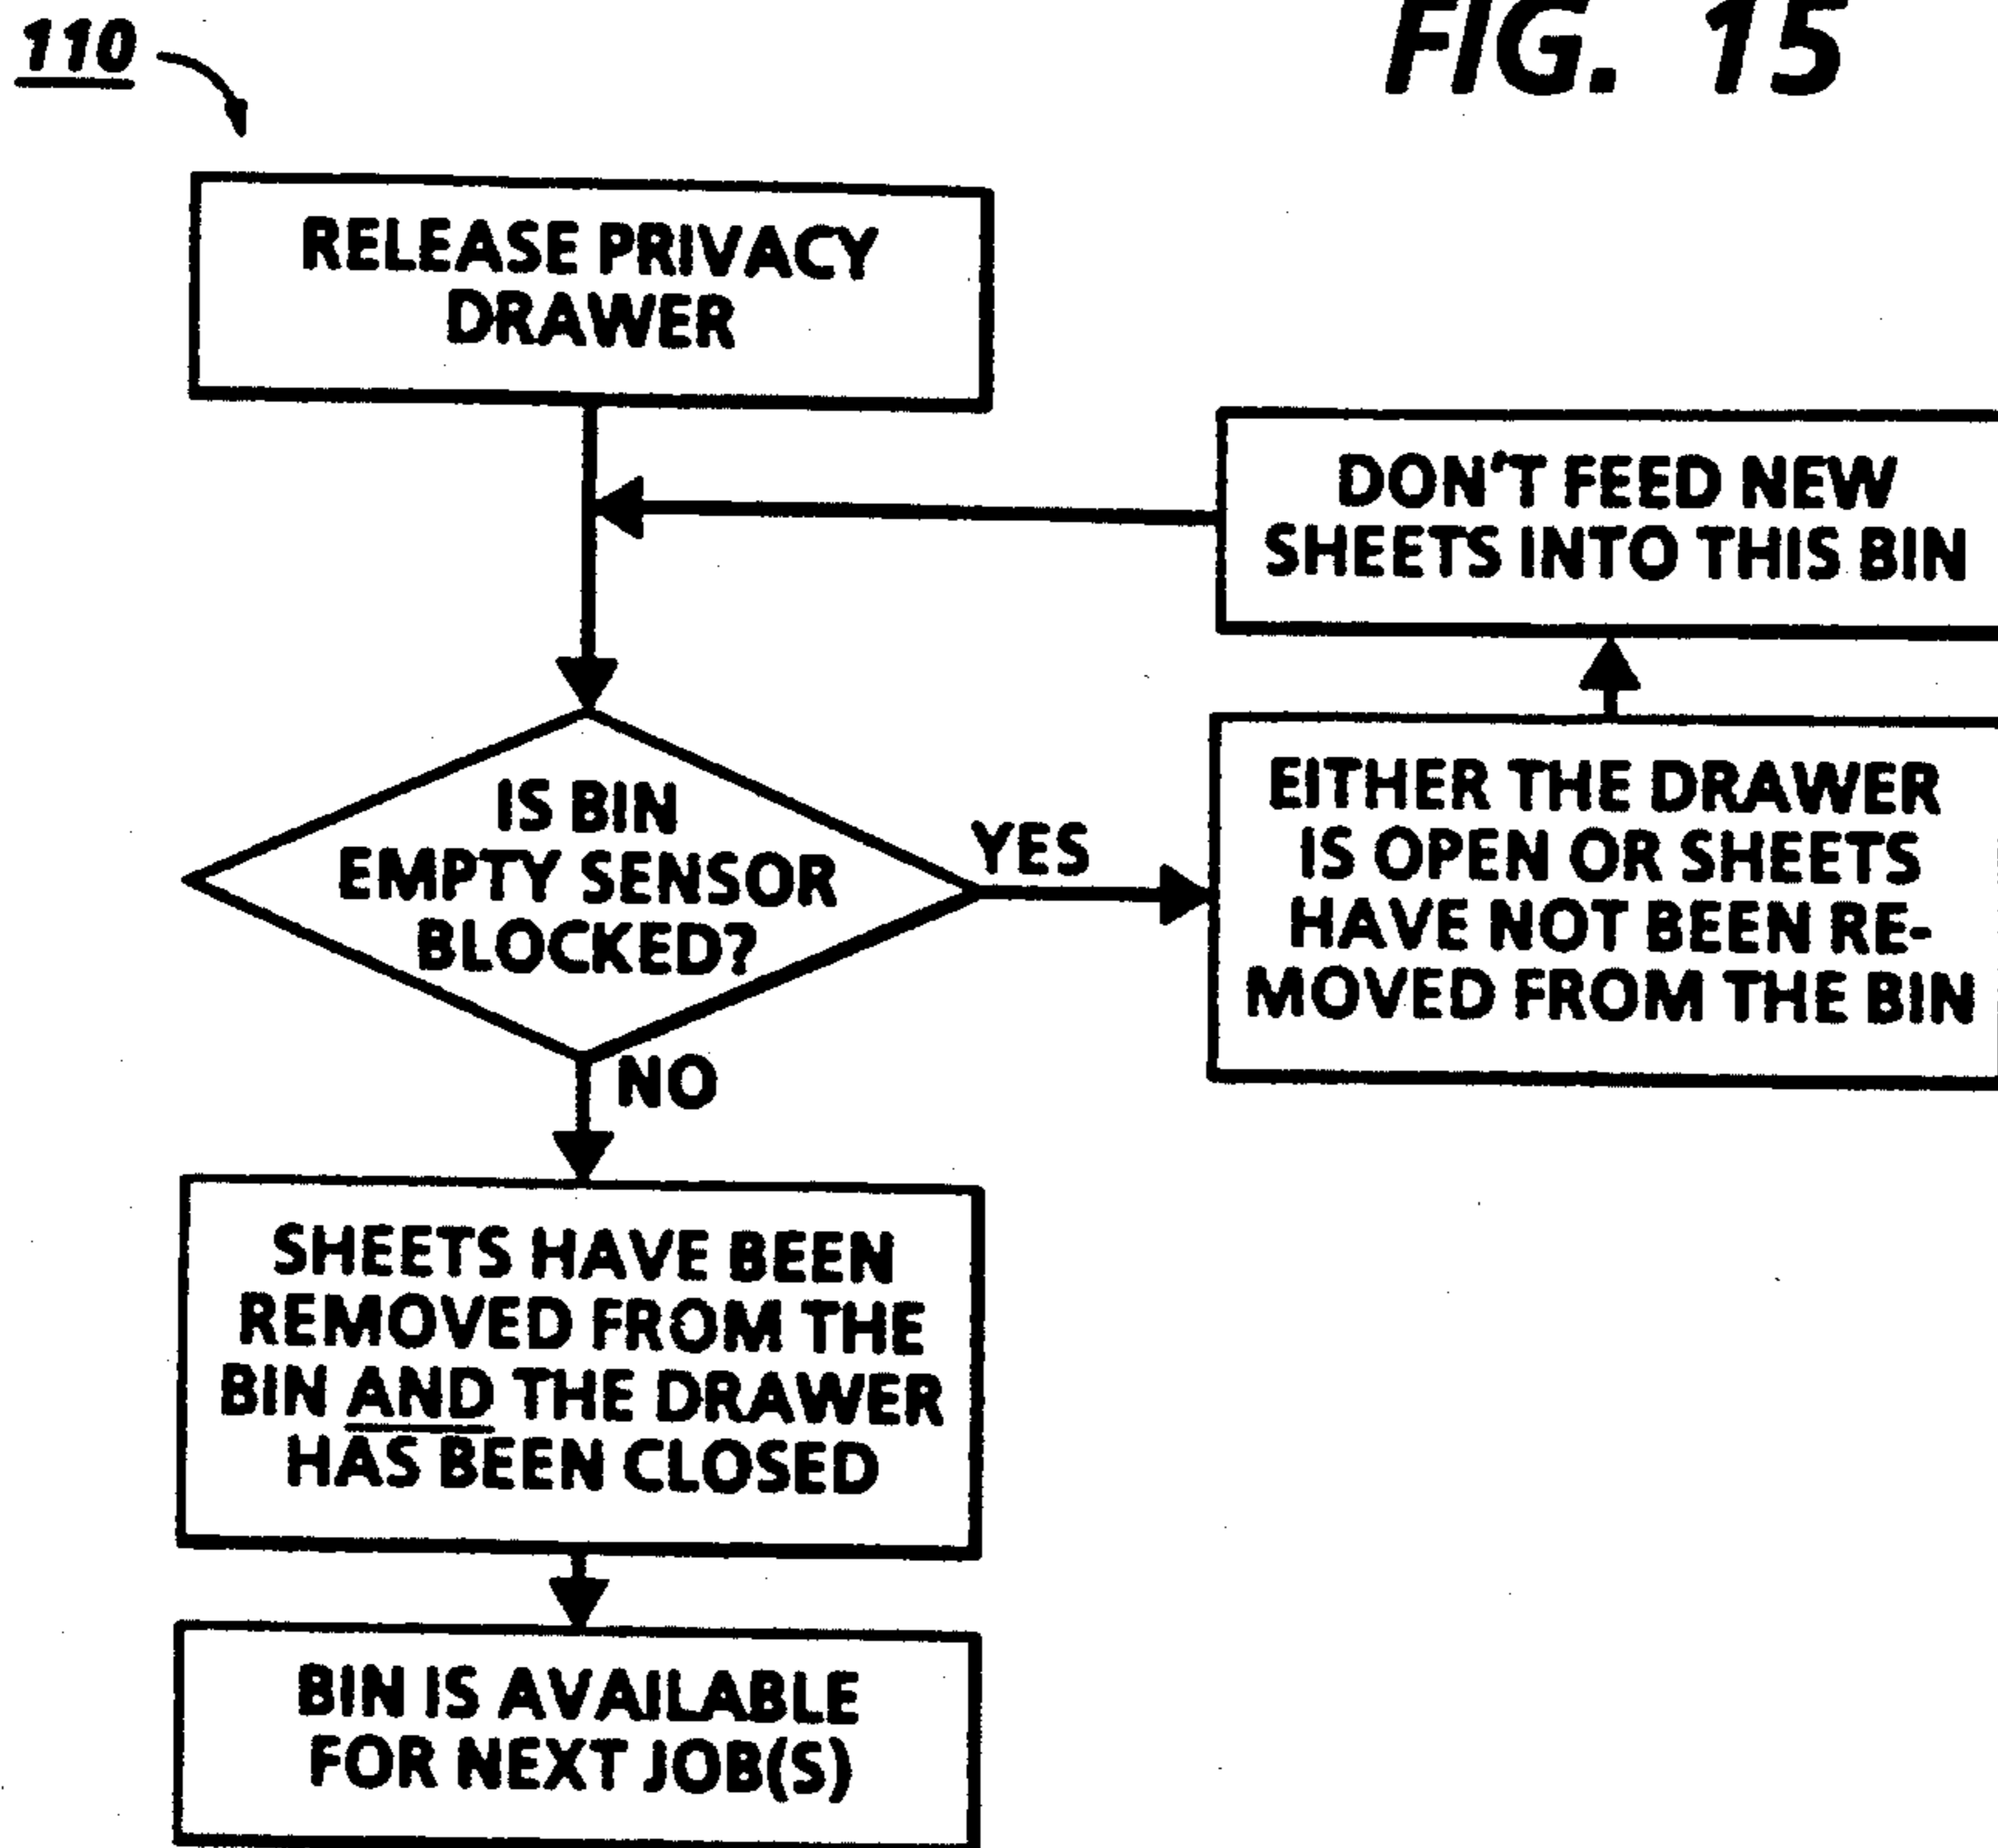 110
FIG. 15
RELEASE PRIVACY
DRAWER
DON'T FEED NEW
SHEETS INTO THIS BIN
IS BIN
EMPTY SENSOR
BLOCKED?
YES
EITHER THE DRAWER
IS OPEN OR SHEETS
HAVE NOT BEEN RE-
MOVED FROM THE BIN
NO
SHEETS HAVE BEEN
REMOVED FROM THE
BIN AND THE DRAWER
HAS BEEN CLOSED
BIN IS AVAILABLE
FOR NEXT JOB(S)